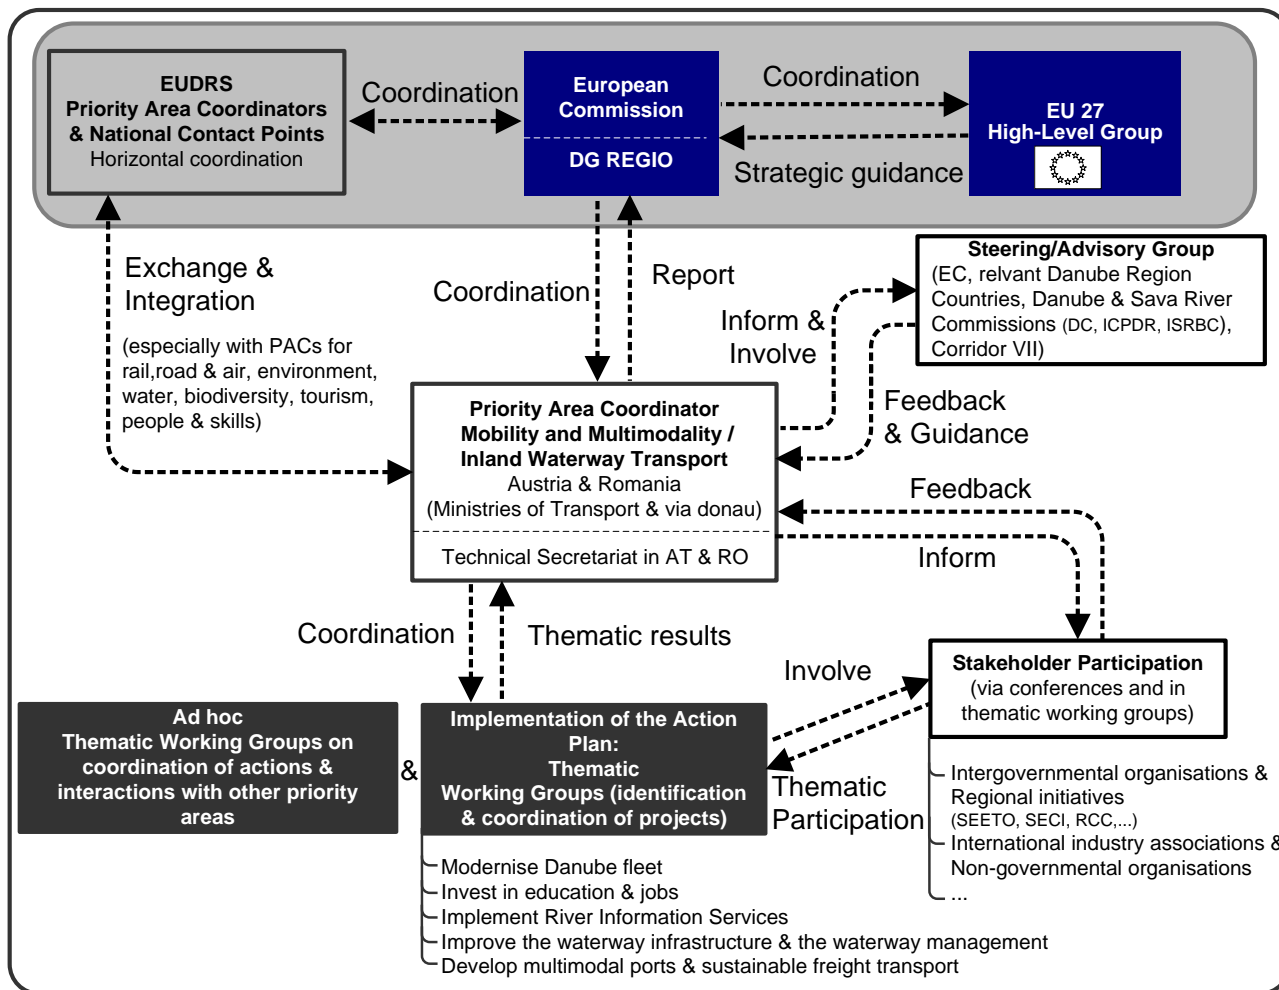 EUDRS
Priority Area Coordinators
& National Contact Points
Horizontal coordination
Coordination
European
Commission
DG REGIO
Coordination
Strategic guidance
EU 27
High-Level Group
Exchange &
Integration
(especially with PACs for
rail,road & air, environment,
water, biodiversity, tourism,
people & skills)
Coordination
Report
Steering/Advisory Group
(EC, relvant Danube Region
Countries, Danube & Sava River
Commissions (DC, ICPDR, ISRBC),
Corridor VII)
Inform &
Involve
Feedback
& Guidance
Priority Area Coordinator
Mobility and Multimodality /
Inland Waterway Transport
Austria & Romania
(Ministries of Transport & via donau)
Technical Secretariat in AT & RO
Feedback
Inform
Coordination
Thematic results
Involve
Thematic
Participation
Stakeholder Participation
(via conferences and in
thematic working groups)
Intergovernmental organisations &
Regional initiatives
(SEETO, SECI, RCC,...)
International industry associations &
Non-governmental organisations
...
Ad hoc
Thematic Working Groups on
coordination of actions &
interactions with other priority
areas
&
Implementation of the Action
Plan:
Thematic
Working Groups (identification
& coordination of projects)
Modernise Danube fleet
Invest in education & jobs
Implement River Information Services
Improve the waterway infrastructure & the waterway management
Develop multimodal ports & sustainable freight transport